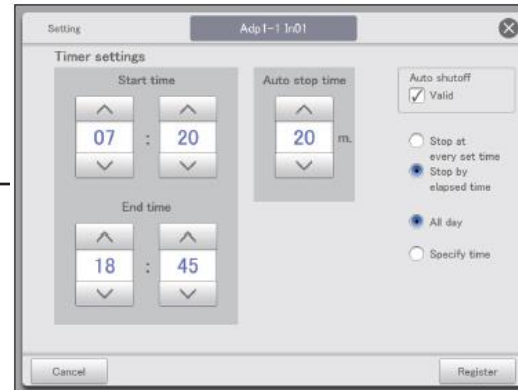 Setting
Adp1-1 In01
Timer settings
Start time
07 : 20
End time
18 : 45
Auto stop time
20 m.
Auto shutoff
Valid
Stop at
every set time
Stop by
elapsed time
All day
Specify time
Cancel
Register